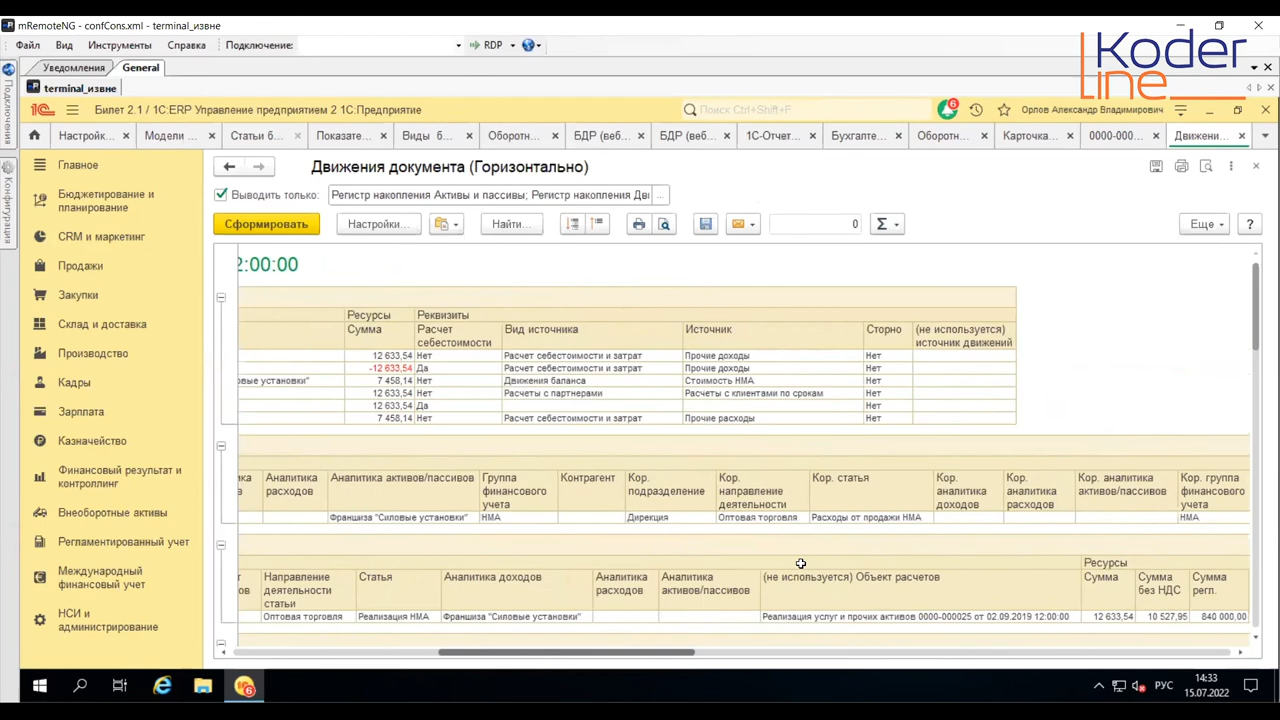 mRemoteNG - confCons.xml - terminal_извне
Koder
line
Файл Вид Инструменты Справка Подключение: RDP
Уведомления General
terminal_извне
Подключения
Конфигурация
1С Билет 2.1 / 1С:ERP Управление предприятием 2 1С:Предприятие Поиск Ctrl+Shift+F 6 Орлов Александр Владимирович
Настройк... Модели ... Статьи б... Показате... Виды б... Оборотн... БДР (веб... БДР (веб... 1С-Отчет... Бухгалте... Оборотн... Карточка... 0000-000... Движени...
Главное
Бюджетирование и
планирование
CRM и маркетинг
Продажи
Закупки
Склад и доставка
Производство
Кадры
Зарплата
Казначейство
Финансовый результат и
контроллинг
Внеоборотные активы
Регламентированный учет
Международный
финансовый учет
НСИ и
администрирование
Движения документа (Горизонтально)
Выводить только: Регистр накопления Активы и пассивы; Регистр накопления Дви ...
Сформировать Настройки... Найти... 0 Σ Еще ?
2:00:00
Ресурсы Реквизиты
Сумма Расчет себестоимости Вид источника Источник Сторно (не используется) источник движений
12 633,54 Нет Расчет себестоимости и затрат Прочие доходы Нет
-12 633,54 Да Расчет себестоимости и затрат Прочие доходы Нет
овые установки" 7 458,14 Нет Движения баланса Стоимость НМА Нет
12 633,54 Нет Расчеты с партнерами Расчеты с клиентами по срокам Нет
12 633,54 Да Нет
7 458,14 Нет Расчет себестоимости и затрат Прочие расходы Нет
ика в Аналитика расходов Аналитика активов/пассивов Группа финансового учета Контрагент Кор. подразделение Кор. направление деятельности Кор. статья Кор. аналитика доходов Кор. аналитика расходов Кор. аналитика активов/пассивов Кор. группа финансового учета
Франшиза "Силовые установки" НМА Дирекция Оптовая торговля Расходы от продажи НМА НМА
Ресурсы
т ов Направление деятельности статьи Статья Аналитика доходов Аналитика расходов Аналитика активов/пассивов (не используется) Объект расчетов Сумма Сумма без НДС Сумма регл.
Оптовая торговля Реализация НМА Франшиза "Силовые установки" Реализация услуг и прочих активов 0000-000025 от 02.09.2019 12:00:00 12 633,54 10 527,95 840 000,00
6 РУС 14:33
15.07.2022